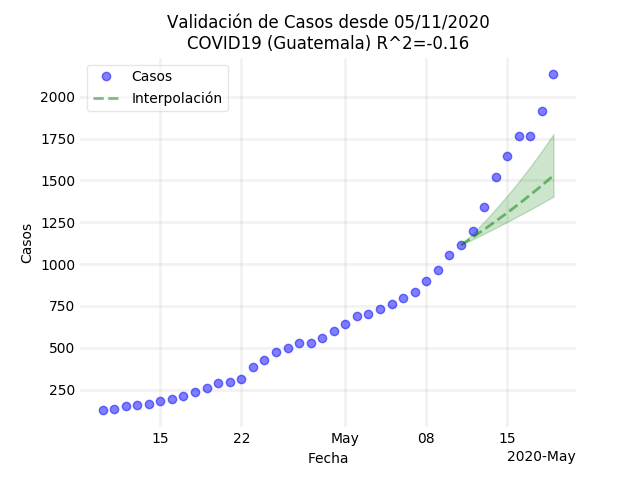 Validación de Casos desde 05/11/2020
COVID19 (Guatemala) R^2=-0.16
Casos
Interpolación
2000
1750
1500
1250
1000
750
500
250
Casos
15
22
May
08
15
Fecha
2020-May